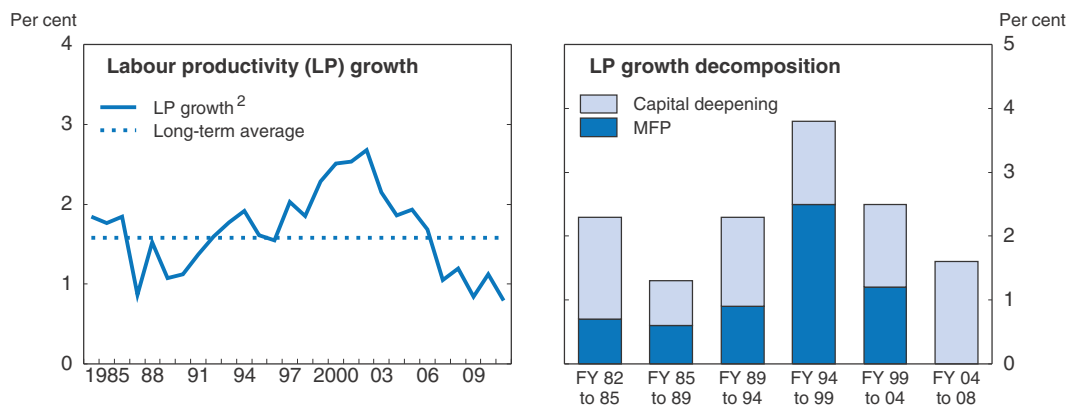 Per cent
4
3
2
1
0
Labour productivity (LP) growth
LP growth 2
Long-term average
1985 88 91 94 97 2000 03 06 09
Per cent
5
4
3
2
1
0
LP growth decomposition
Capital deepening
MFP
FY 82 FY 85 FY 89 FY 94 FY 99 FY 04
to 85 to 89 to 94 to 99 to 04 to 08